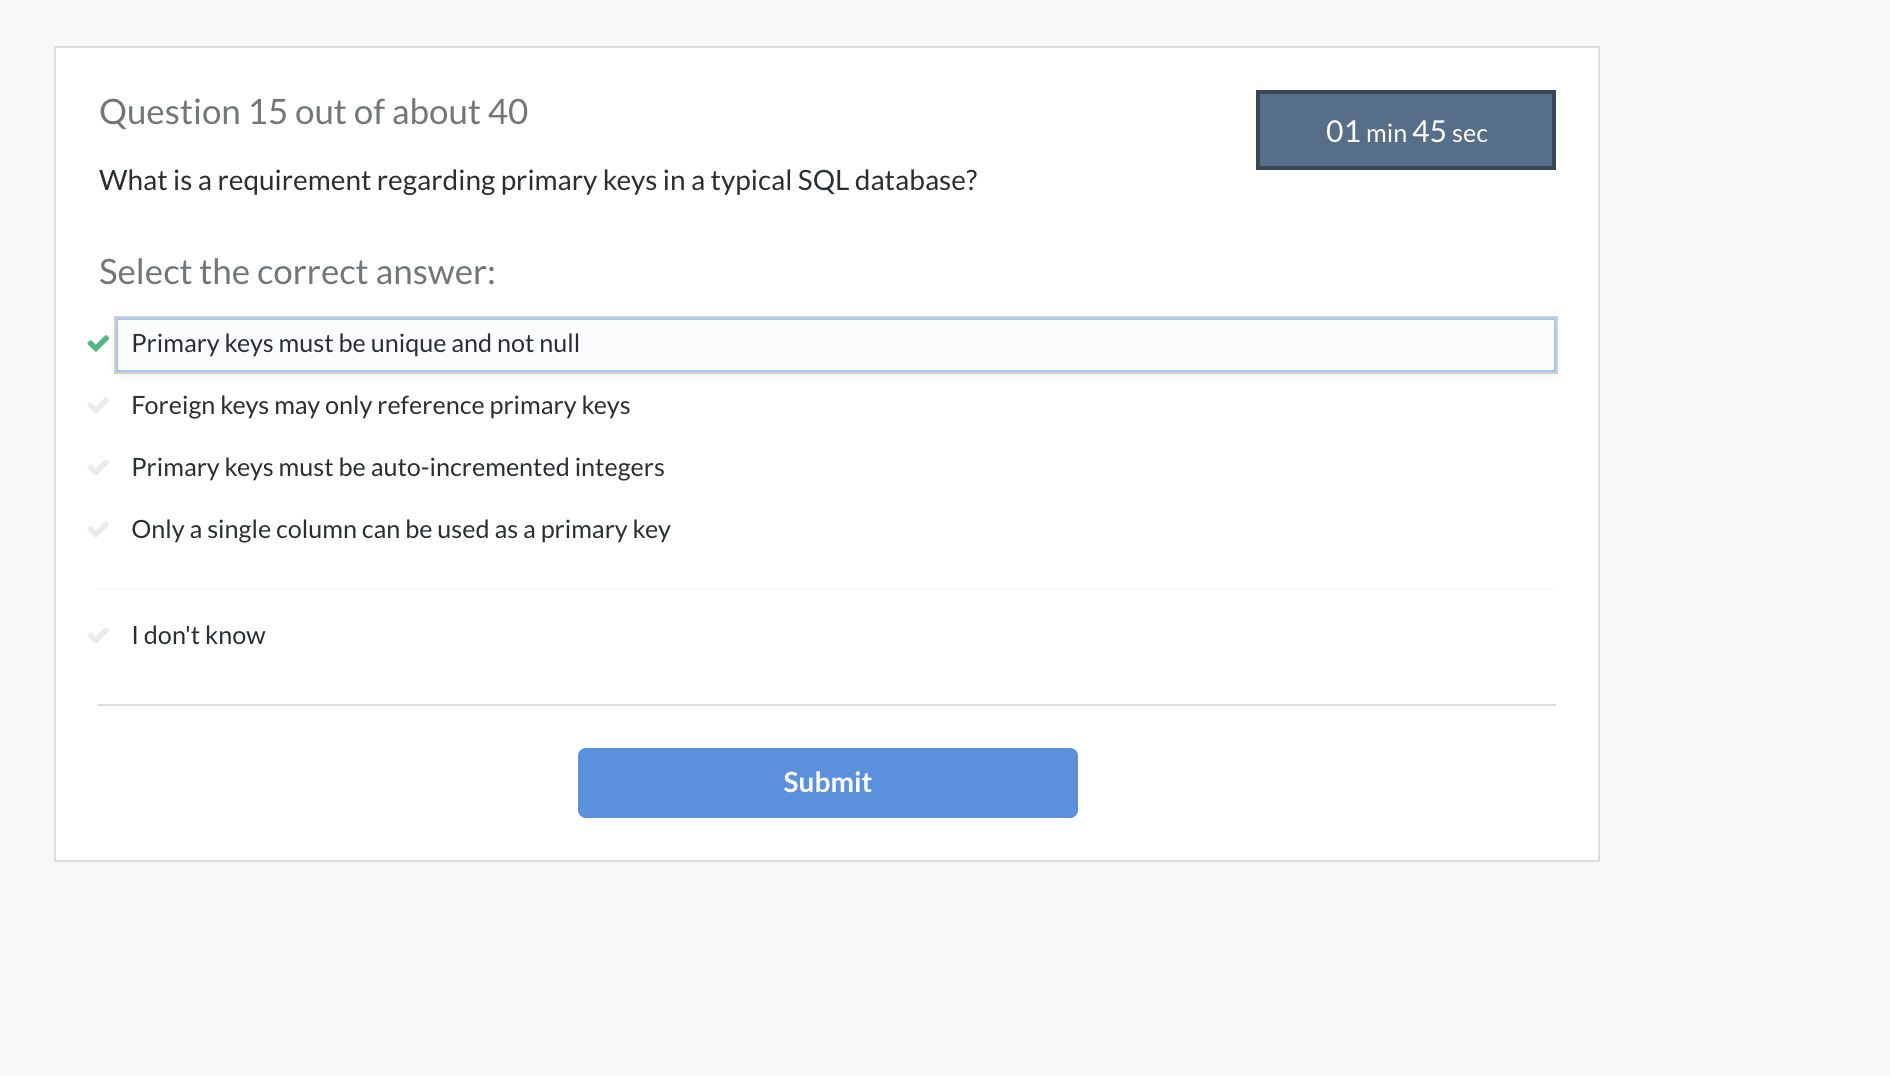 Question 15 out of about 40
01 min 45 sec
What is a requirement regarding primary keys in a typical SQL database?
Select the correct answer:
Primary keys must be unique and not null
Foreign keys may only reference primary keys
Primary keys must be auto-incremented integers
Only a single column can be used as a primary key
I don't know
Submit